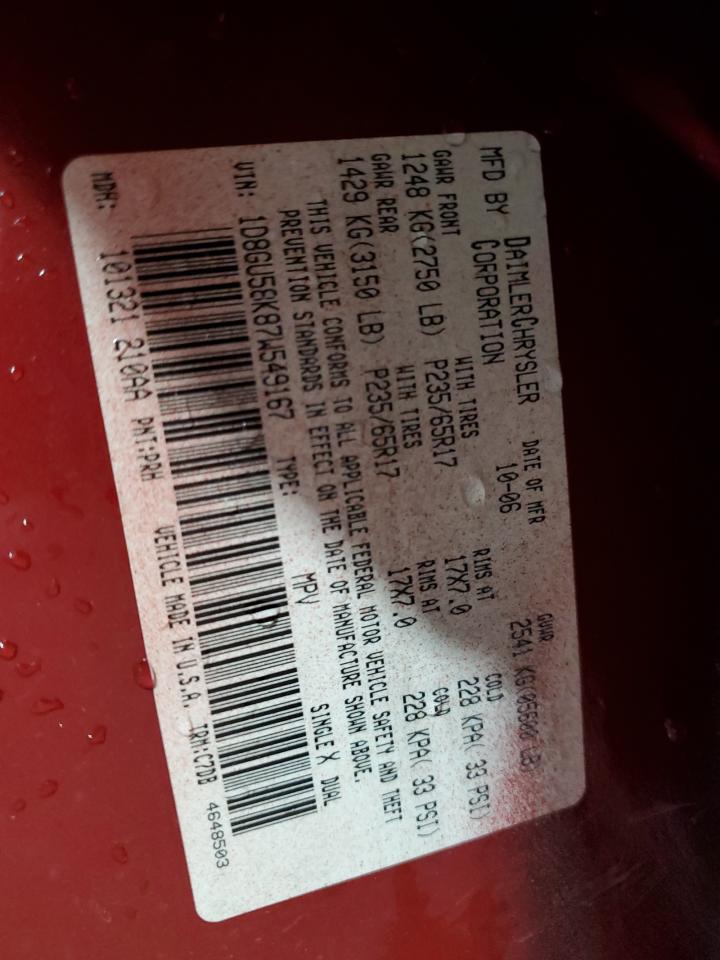 MFD BY DAIMLERCHRYSLER CORPORATION DATE OF MFR 10-06 GVWR 2541 KG(05600 LB)
GAWR FRONT WITH TIRES RIMS AT COLD
1248 KG(2750 LB) P235/65R17 17X7.0 228 KPA( 33 PSI)
GAWR REAR WITH TIRES RIMS AT COLD
1429 KG(3150 LB) P235/65R17 17X7.0 228 KPA( 33 PSI)
THIS VEHICLE CONFORMS TO ALL APPLICABLE FEDERAL MOTOR VEHICLE SAFETY AND THEFT
PREVENTION STANDARDS IN EFFECT ON THE DATE OF MANUFACTURE SHOWN ABOVE.
VIN: 1D8GU58K87W549167 TYPE: MPV SINGLE X DUAL
MDH: 101321 210AA PNT:PRH VEHICLE MADE IN U.S.A. TRM:C7DB 4648503